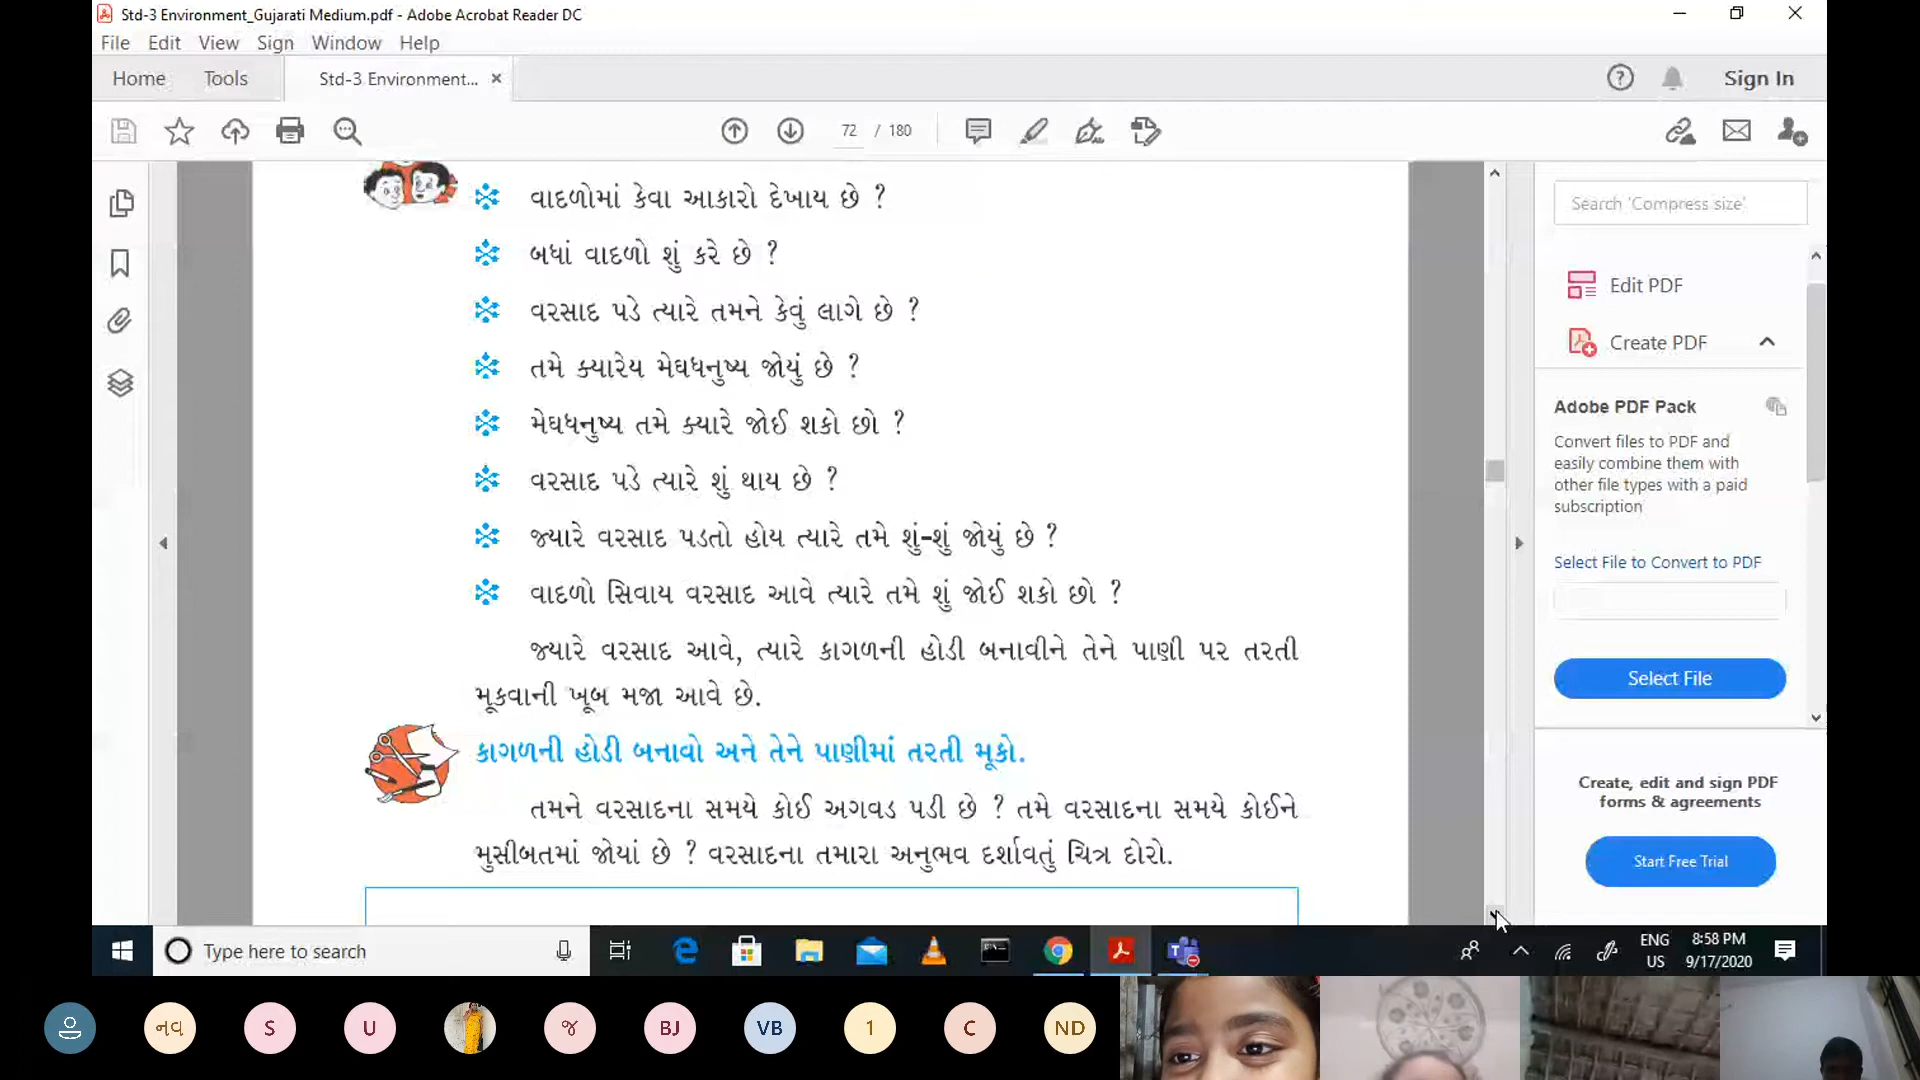 Std-3 Environment_Gujarati Medium.pdf - Adobe Acrobat Reader DC
File Edit View Sign Window Help
Home Tools Std-3 Environment... × Sign In
72 / 180
વાદળોમાં કેવા આકારો દેખાય છે ?
બધાં વાદળો શું કરે છે ?
વરસાદ પડે ત્યારે તમને કેવું લાગે છે ?
તમે ક્યારેય મેઘધનુષ્ય જોયું છે ?
મેઘધનુષ્ય તમે ક્યારે જોઈ શકો છો ?
વરસાદ પડે ત્યારે શું થાય છે ?
જ્યારે વરસાદ પડતો હોય ત્યારે તમે શું-શું જોયું છે ?
વાદળો સિવાય વરસાદ આવે ત્યારે તમે શું જોઈ શકો છો ?
જ્યારે વરસાદ આવે, ત્યારે કાગળની હોડી બનાવીને તેને પાણી પર તરતી
મૂકવાની ખૂબ મજા આવે છે.
કાગળની હોડી બનાવો અને તેને પાણીમાં તરતી મૂકો.
તમને વરસાદના સમયે કોઈ અગવડ પડી છે ? તમે વરસાદના સમયે કોઈને
મુસીબતમાં જોયાં છે ? વરસાદના તમારા અનુભવ દર્શાવતું ચિત્ર દોરો.
Search 'Compress size'
Edit PDF
Create PDF
Adobe PDF Pack
Convert files to PDF and
easily combine them with
other file types with a paid
subscription
Select File to Convert to PDF
Select File
Create, edit and sign PDF
forms & agreements
Start Free Trial
Type here to search
ENG
US
8:58 PM
9/17/2020
નવ S U જ BJ VB 1 C ND